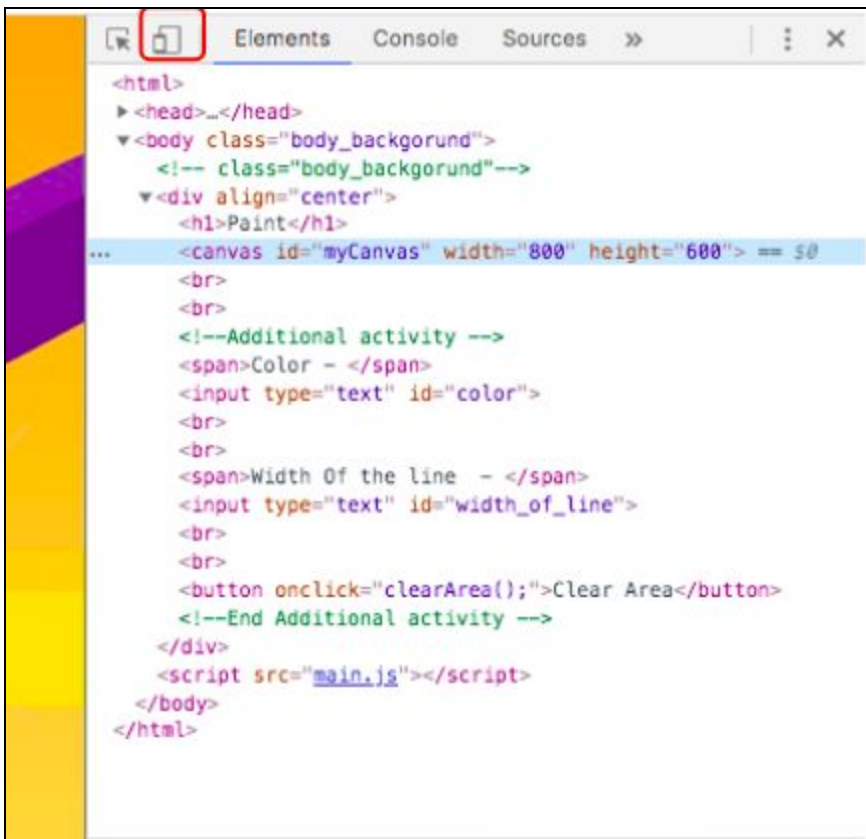 Elements Console Sources »
<html>
<head>…</head>
<body class="body_backgorund">
<!-- class="body_backgorund"-->
<div align="center">
<h1>Paint</h1>
... <canvas id="myCanvas" width="800" height="600"> == $0
<br>
<br>
<!--Additional activity -->
<span>Color - </span>
<input type="text" id="color">
<br>
<br>
<span>Width Of the line  - </span>
<input type="text" id="width_of_line">
<br>
<br>
<button onclick="clearArea();">Clear Area</button>
<!--End Additional activity -->
</div>
<script src="main.js"></script>
</body>
</html>